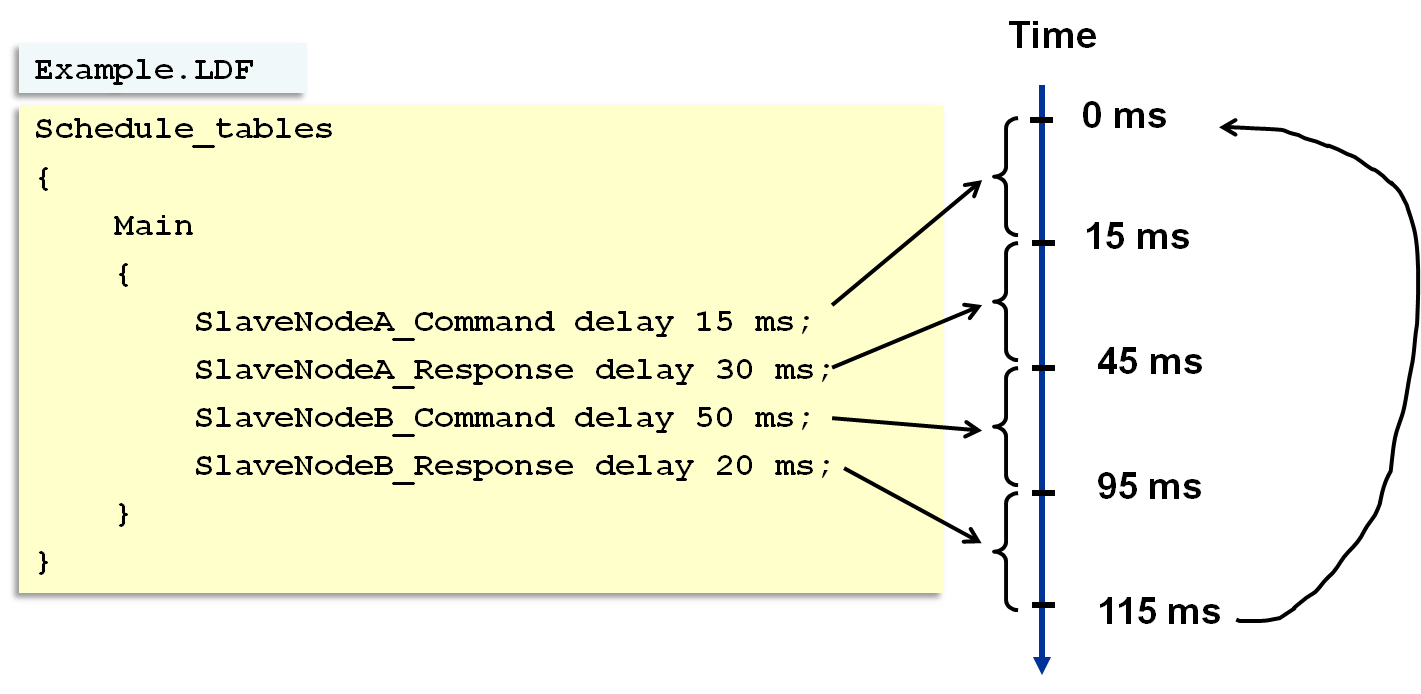 Example.LDF
Schedule_tables
{
Main
{
SlaveNodeA_Command delay 15 ms;
SlaveNodeA_Response delay 30 ms;
SlaveNodeB_Command delay 50 ms;
SlaveNodeB_Response delay 20 ms;
}
}
Time
0 ms
15 ms
45 ms
95 ms
115 ms